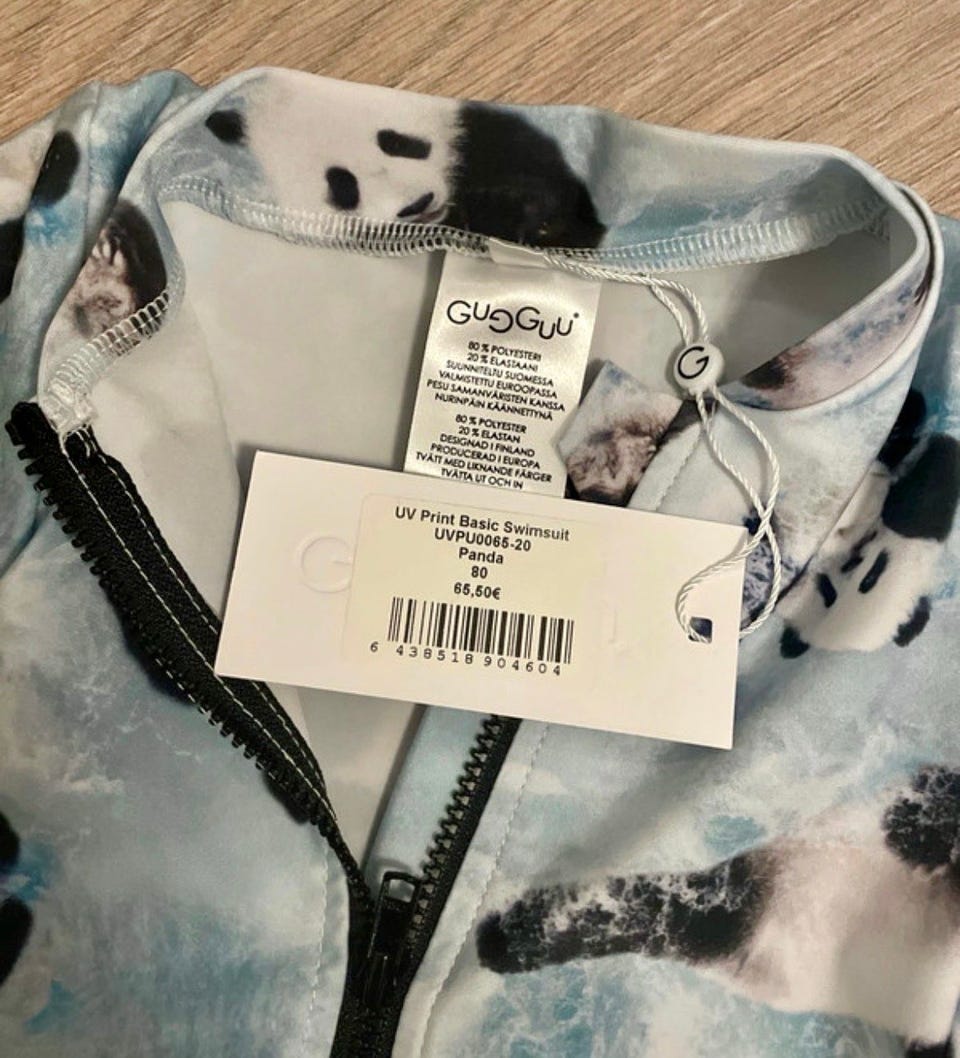 GUGGUU
80 % POLYESTERI
20 % ELASTAANI
SUUNNITELTU SUOMESSA
VALMISTETTU EUROOPASSA
PESU SAMANVÄRISTEN KANSSA
NURINPÄIN KÄÄNNETTYNÄ
80 % POLYESTER
20 % ELASTAN
DESIGNAD I FINLAND
PRODUCERAD I EUROPA
TVÄTT MED LIKNANDE FÄRGER
TVÄTTA UT OCH IN
G
G
UV Print Basic Swimsuit
UVPU0065-20
Panda
80
65,50€
6 438518 904604